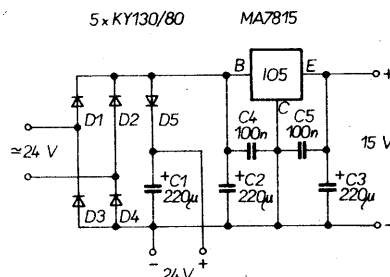 5 x KY130/80 MA7815
B IO5 E
C
C4 C5
100n 100n
+
D1 D2 D5
≃24 V
15 V
+C1 +C2 +C3
220µ 220µ 220µ
D3 D4
−
− +
24 V